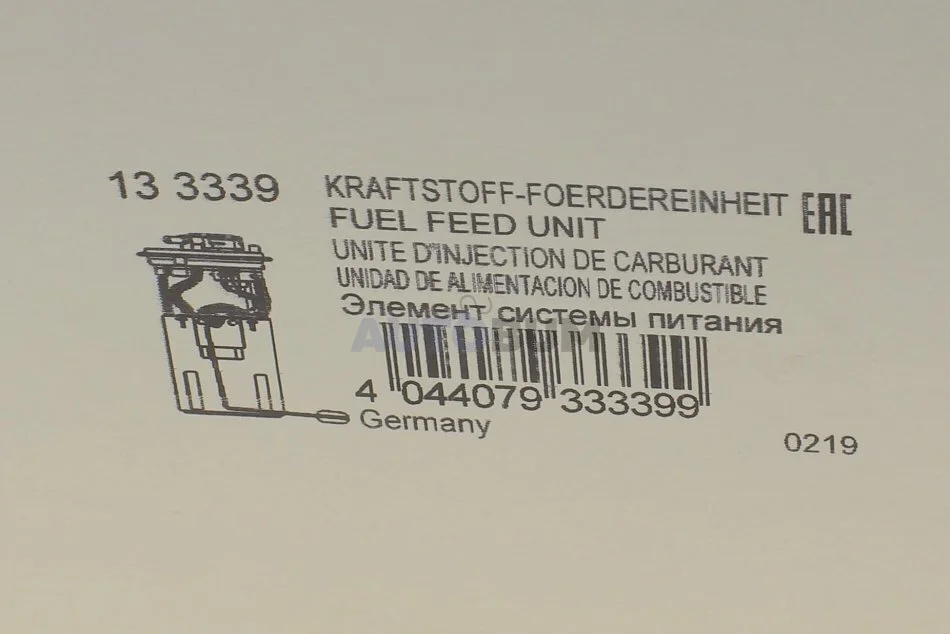 13 3339
KRAFTSTOFF-FOERDEREINHEIT
EAC
FUEL FEED UNIT
UNITE D'INJECTION DE CARBURANT
UNIDAD DE ALIMENTACION DE COMBUSTIBLE
Элемент системы питания
AUTOBUM
4 044079 333399
Germany
0219